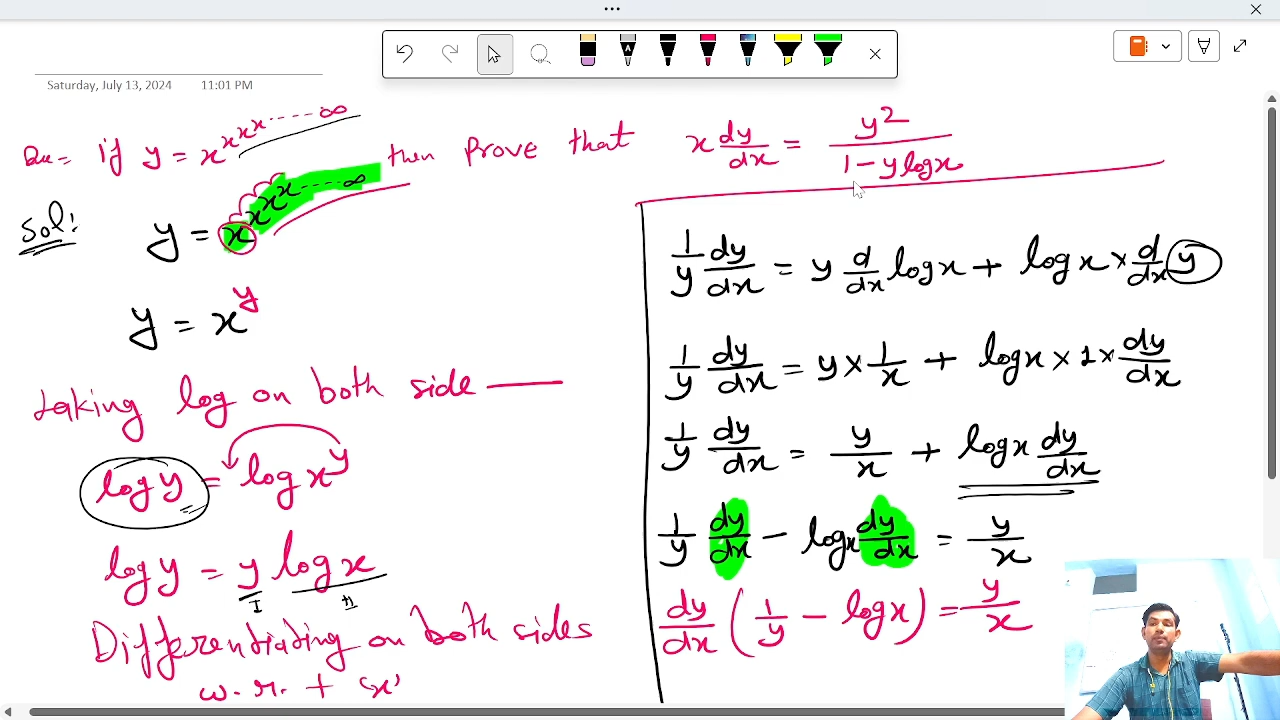 Saturday, July 13, 2024 11:01 PM
Que= if y = x^x^x^x.....∞ then Prove that x dy/dx = y²/(1 - y log x)
Sol:
y = x^x^x^x.....∞
y = x^y
taking log on both side
log y = log x^y
log y = y log x
I II
Differentiating on both sides
w.r.t 'x'
1/y dy/dx = y d/dx log x + log x × d/dx y
1/y dy/dx = y × 1/x + log x × 1 × dy/dx
1/y dy/dx = y/x + log x dy/dx
1/y dy/dx - log x dy/dx = y/x
dy/dx (1/y - log x) = y/x